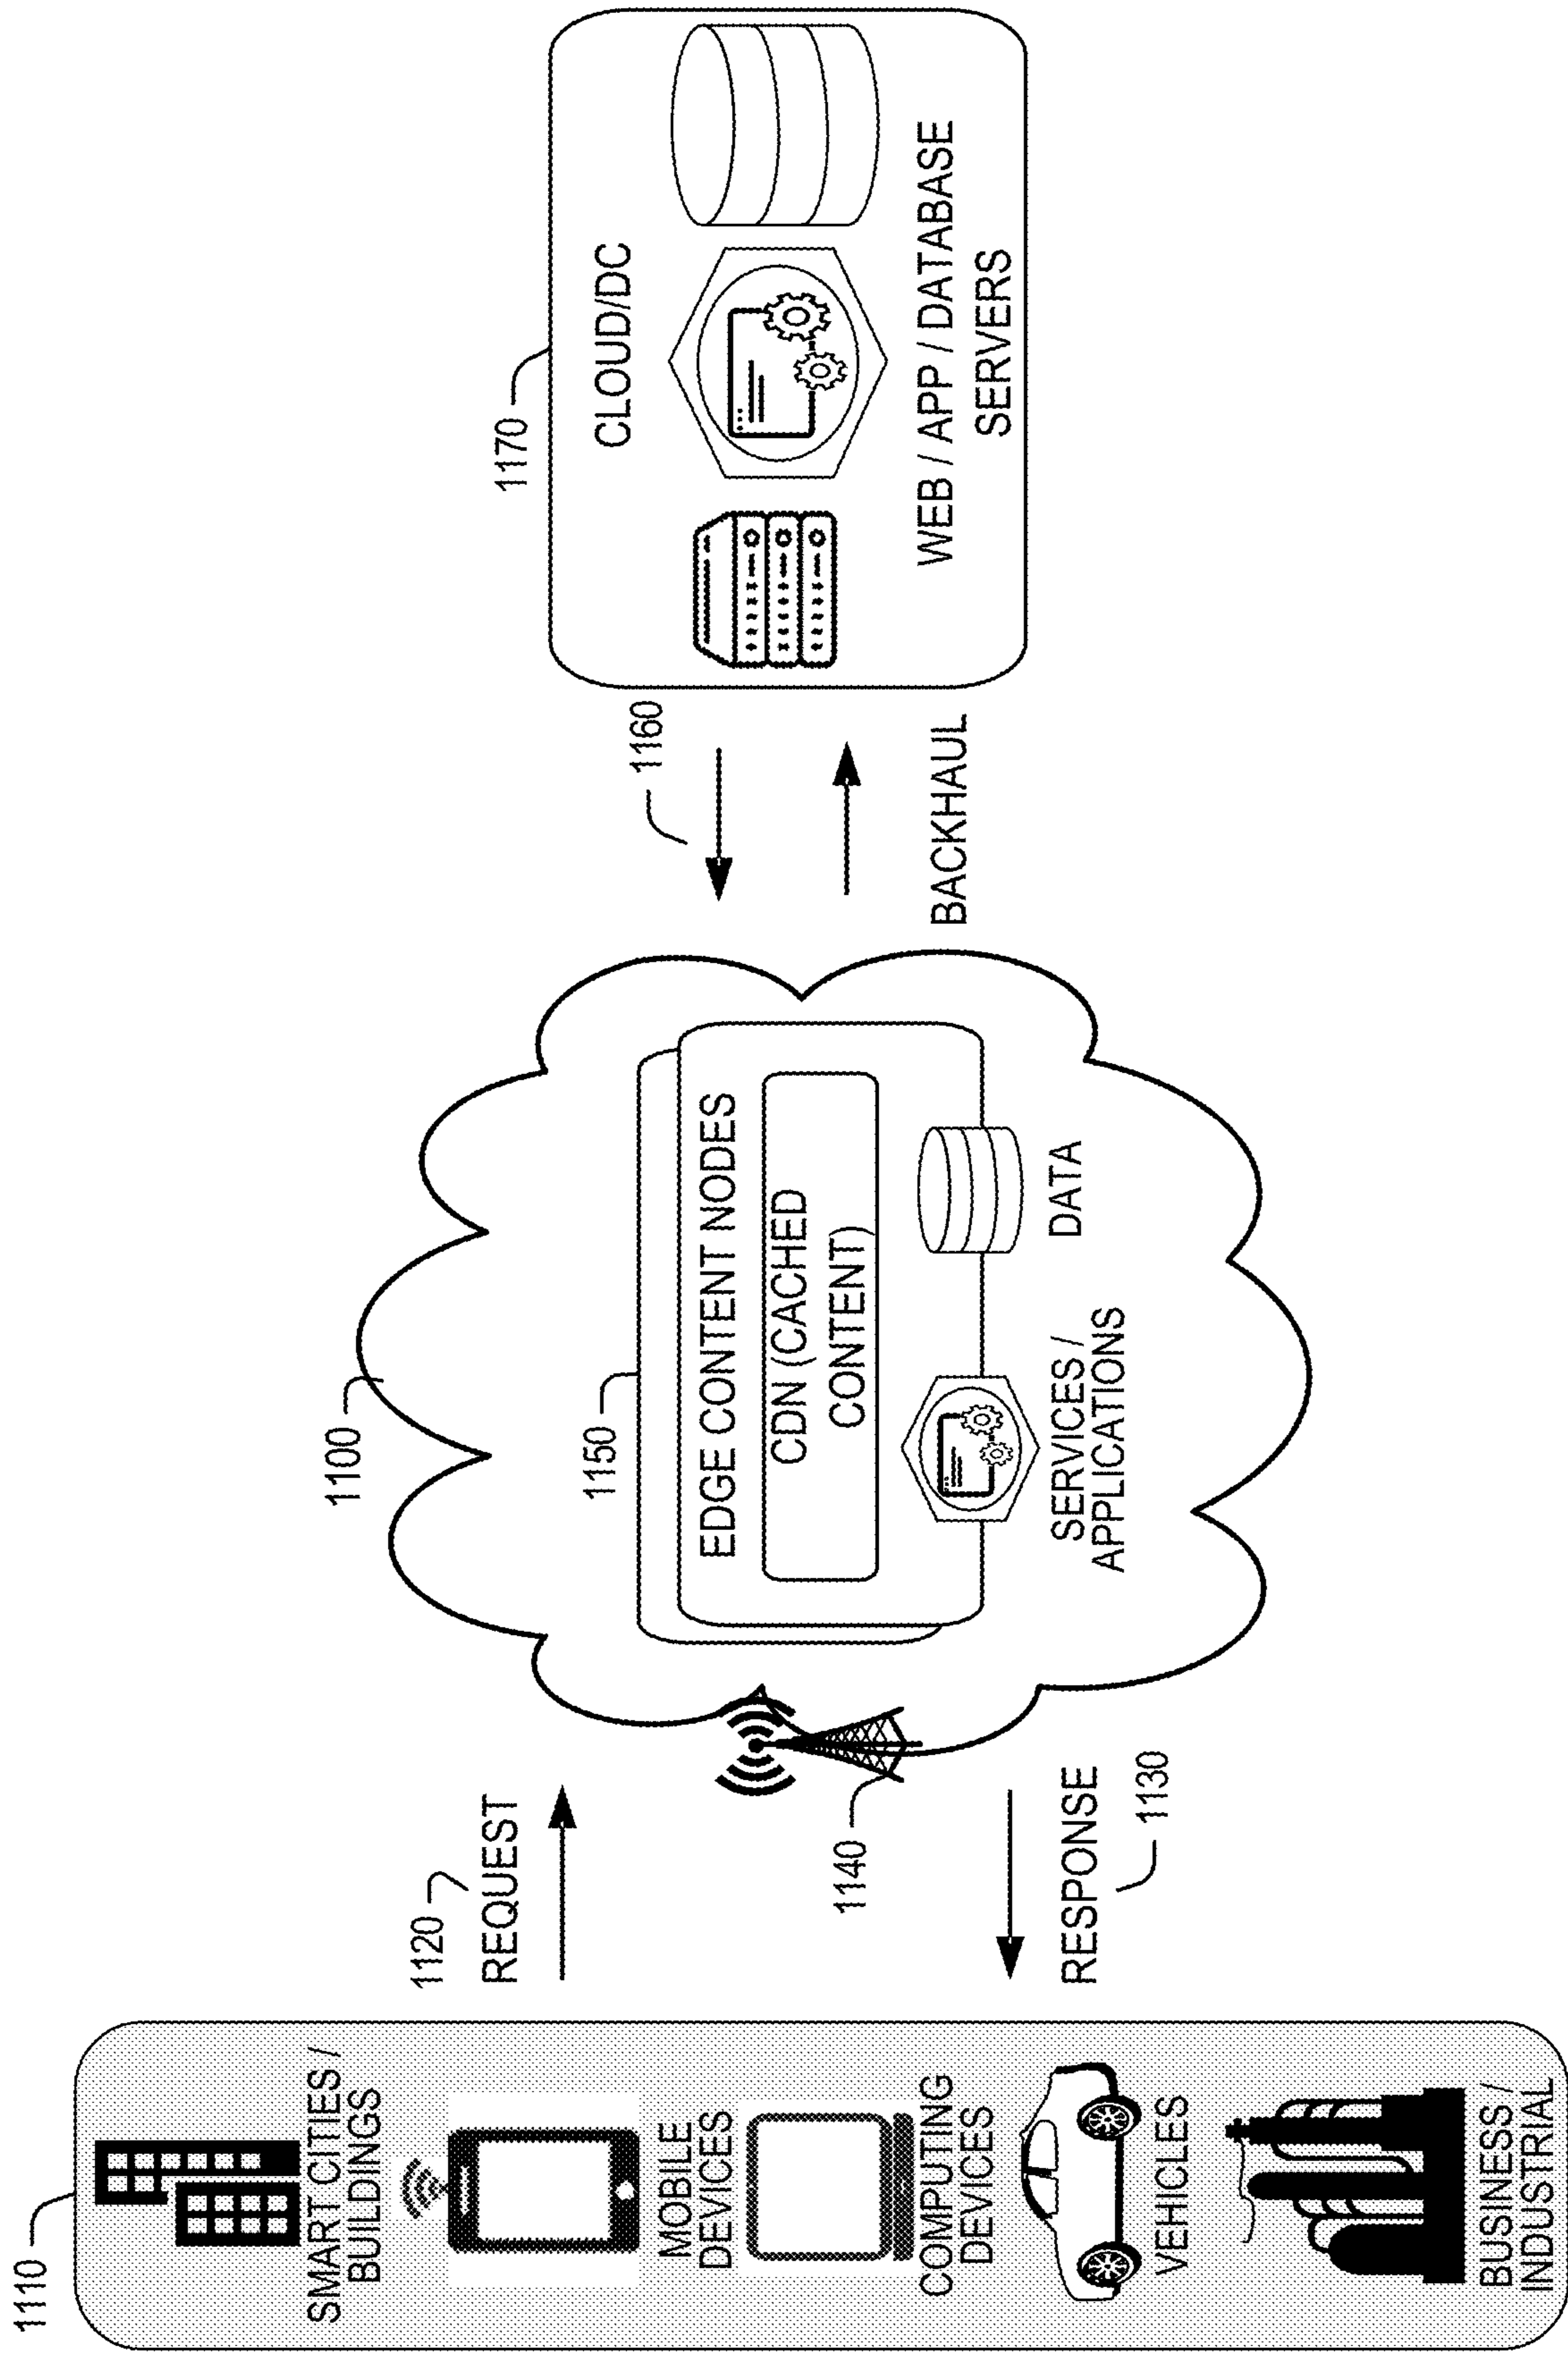 1110
SMART CITIES /
BUILDINGS
MOBILE
DEVICES
COMPUTING
DEVICES
VEHICLES
BUSINESS /
INDUSTRIAL
1120
REQUEST
1140
RESPONSE
1130
1100
1150
EDGE CONTENT NODES
CDN (CACHED
CONTENT)
SERVICES /
APPLICATIONS
DATA
1160
BACKHAUL
1170
CLOUD/DC
WEB / APP / DATABASE
SERVERS